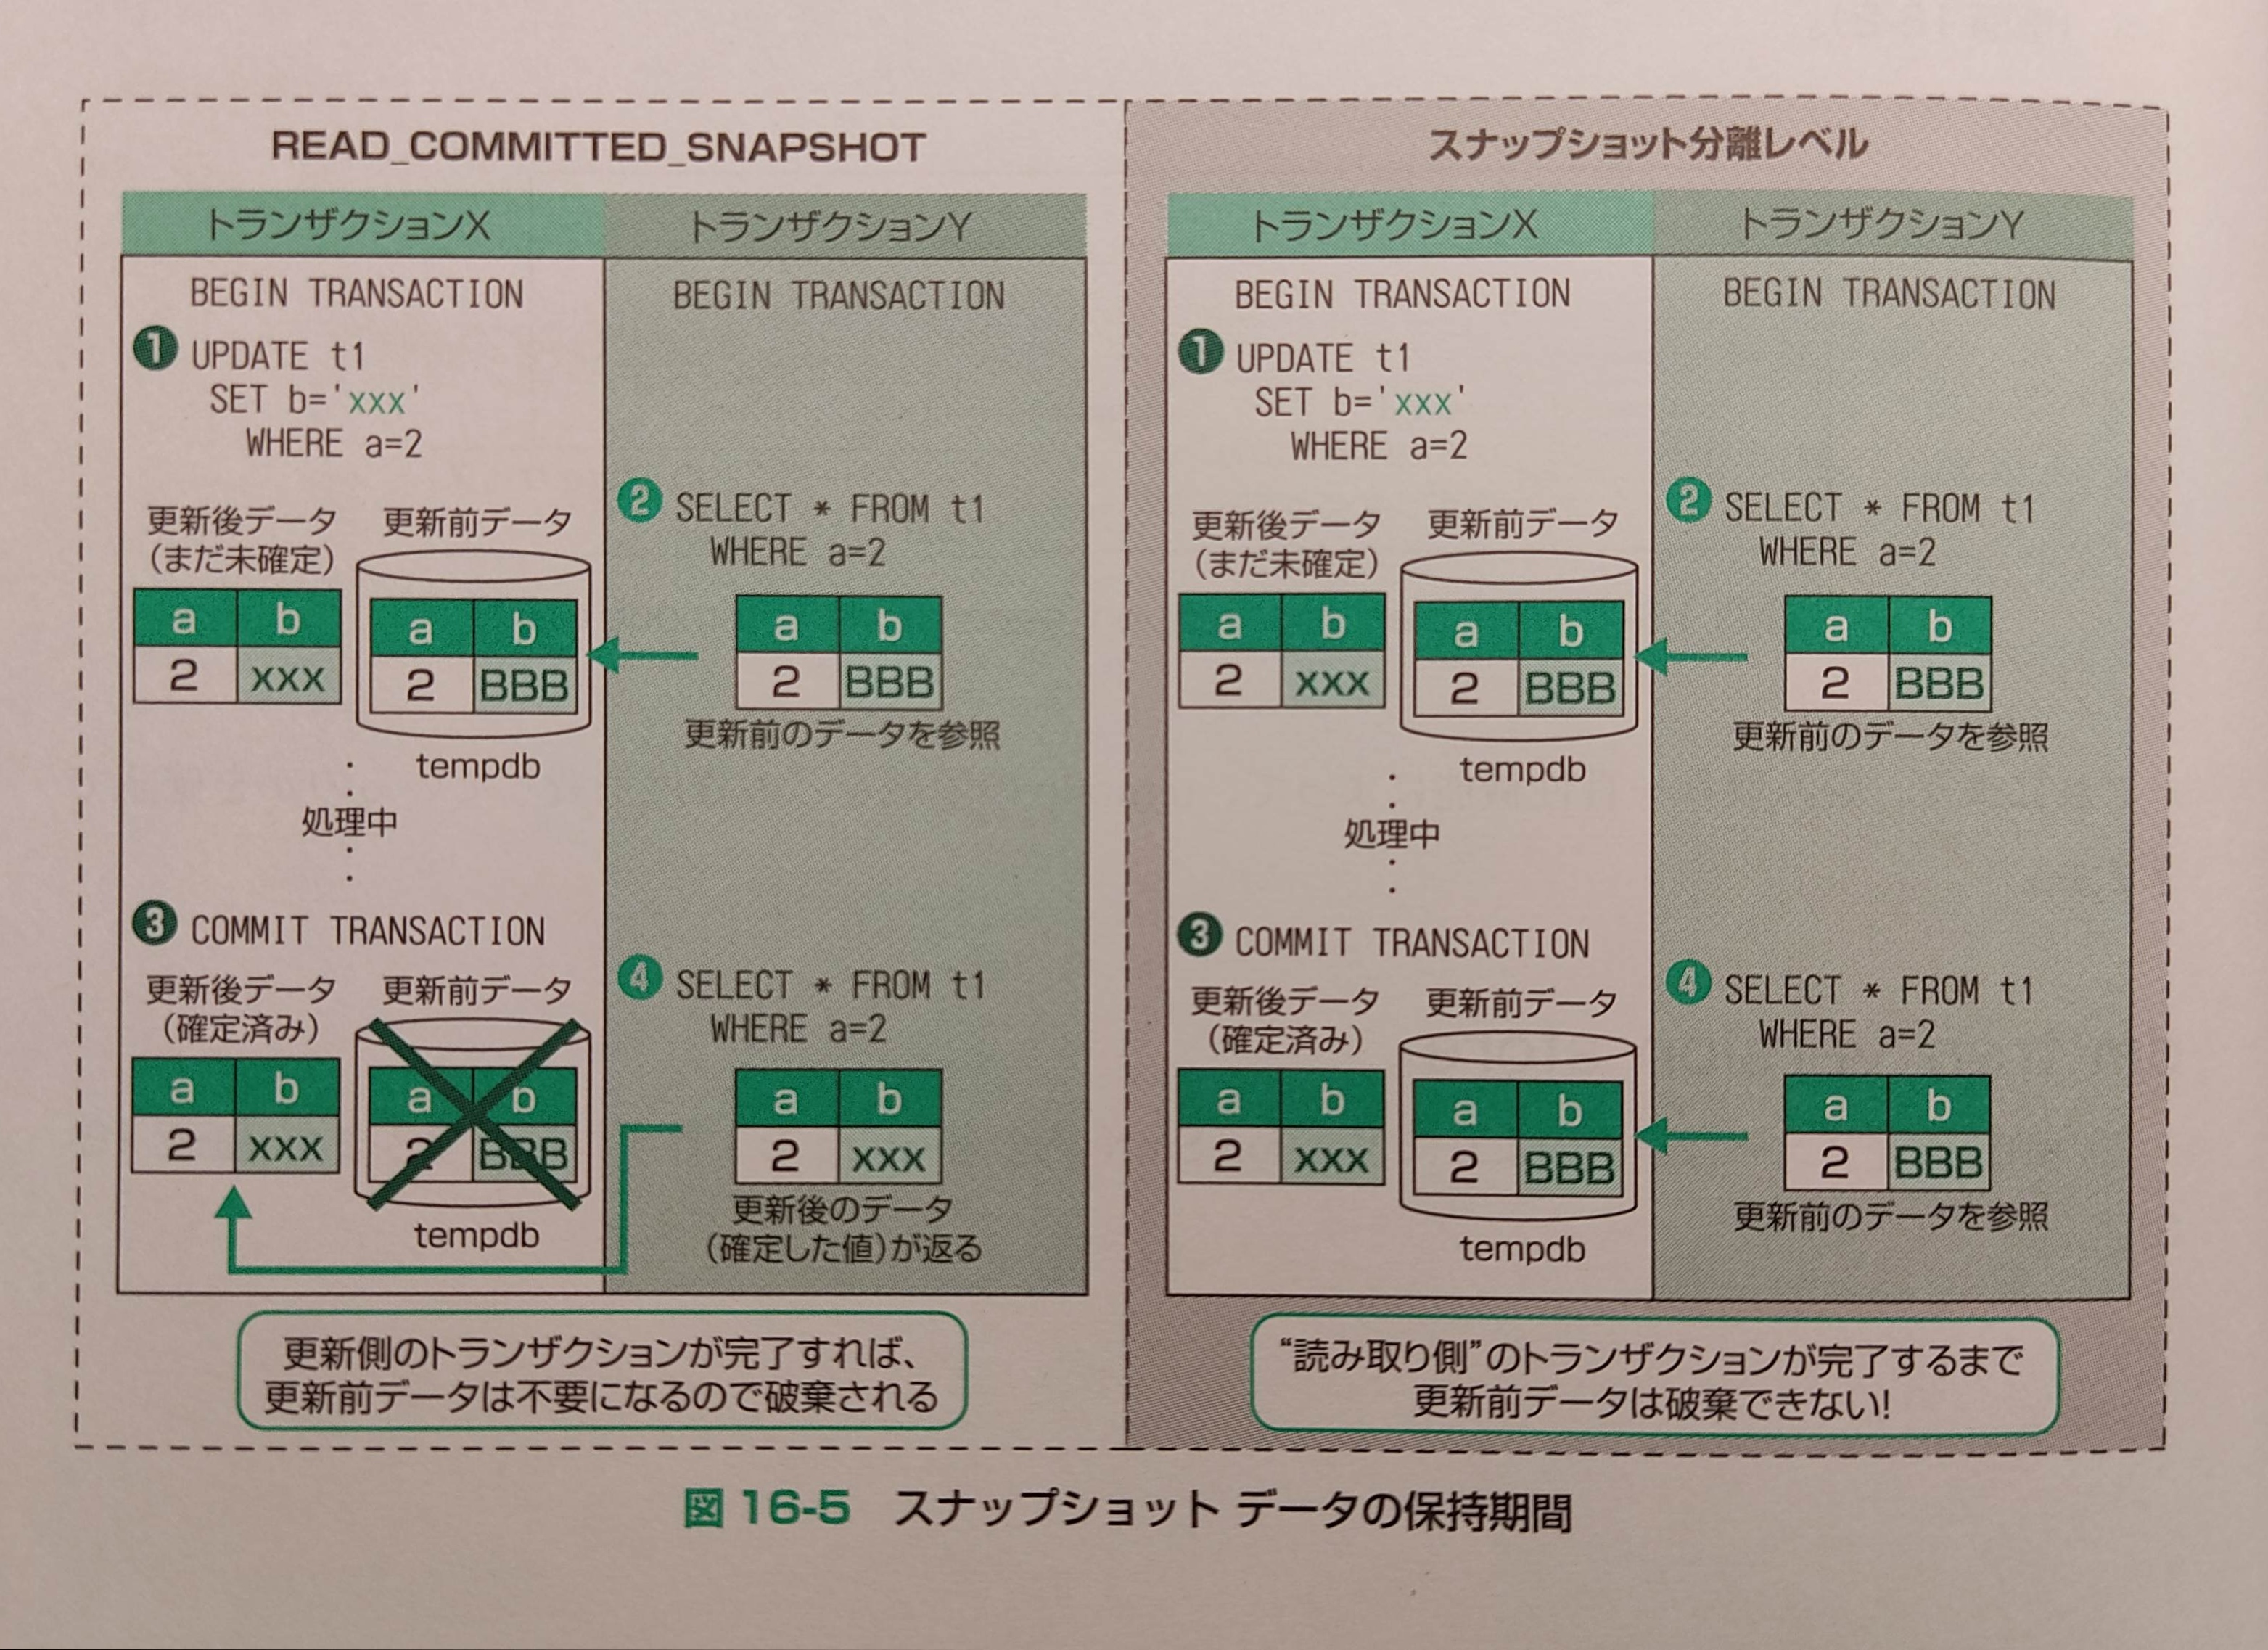 READ_COMMITTED_SNAPSHOT
トランザクションX
トランザクションY
BEGIN TRANSACTION
BEGIN TRANSACTION
❶ UPDATE t1
SET b='xxx'
WHERE a=2
❷ SELECT * FROM t1
WHERE a=2
更新後データ
(まだ未確定)
更新前データ
a b
2 xxx
a b
2 BBB
tempdb
a b
2 BBB
更新前のデータを参照
・
・
処理中
・
・
❸ COMMIT TRANSACTION
更新後データ
(確定済み)
更新前データ
a b
2 xxx
a b
2 BBB
tempdb
❹ SELECT * FROM t1
WHERE a=2
a b
2 xxx
更新後のデータ
(確定した値)が返る
更新側のトランザクションが完了すれば、
更新前データは不要になるので破棄される
スナップショット分離レベル
トランザクションX
トランザクションY
BEGIN TRANSACTION
BEGIN TRANSACTION
❶ UPDATE t1
SET b='xxx'
WHERE a=2
❷ SELECT * FROM t1
WHERE a=2
更新後データ
(まだ未確定)
更新前データ
a b
2 xxx
a b
2 BBB
tempdb
a b
2 BBB
更新前のデータを参照
・
・
処理中
・
・
❸ COMMIT TRANSACTION
更新後データ
(確定済み)
更新前データ
a b
2 xxx
a b
2 BBB
tempdb
❹ SELECT * FROM t1
WHERE a=2
a b
2 BBB
更新前のデータを参照
“読み取り側”のトランザクションが完了するまで
更新前データは破棄できない!
図 16-5 スナップショット データの保持期間